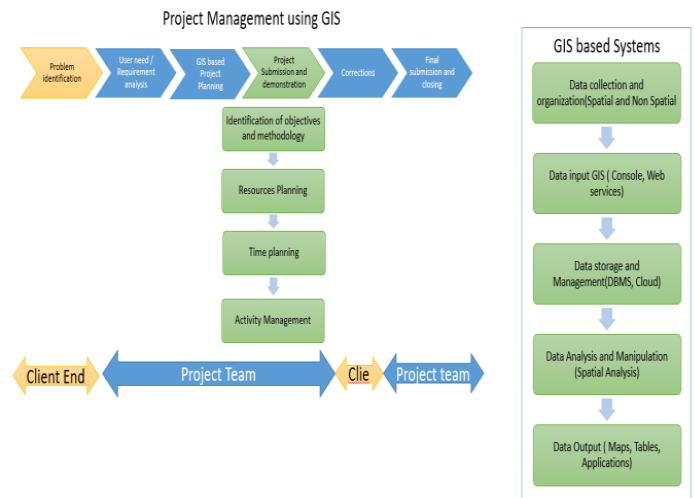 Project Management using GIS
Problem
identification
User need /
Requirement
analysis
GIS based
Project
Planning
Project
Submission and
demonstration
Corrections
Final
submission and
closing
Identification of objectives
and methodology
Resources Planning
Time planning
Activity Management
Client End
Project Team
Clie
Project team
GIS based Systems
Data collection and
organization(Spatial and Non Spatial
Data input GIS ( Console, Web
services)
Data storage and
Management(DBMS, Cloud)
Data Analysis and Manipulation
(Spatial Analysis)
Data Output ( Maps, Tables,
Applications)